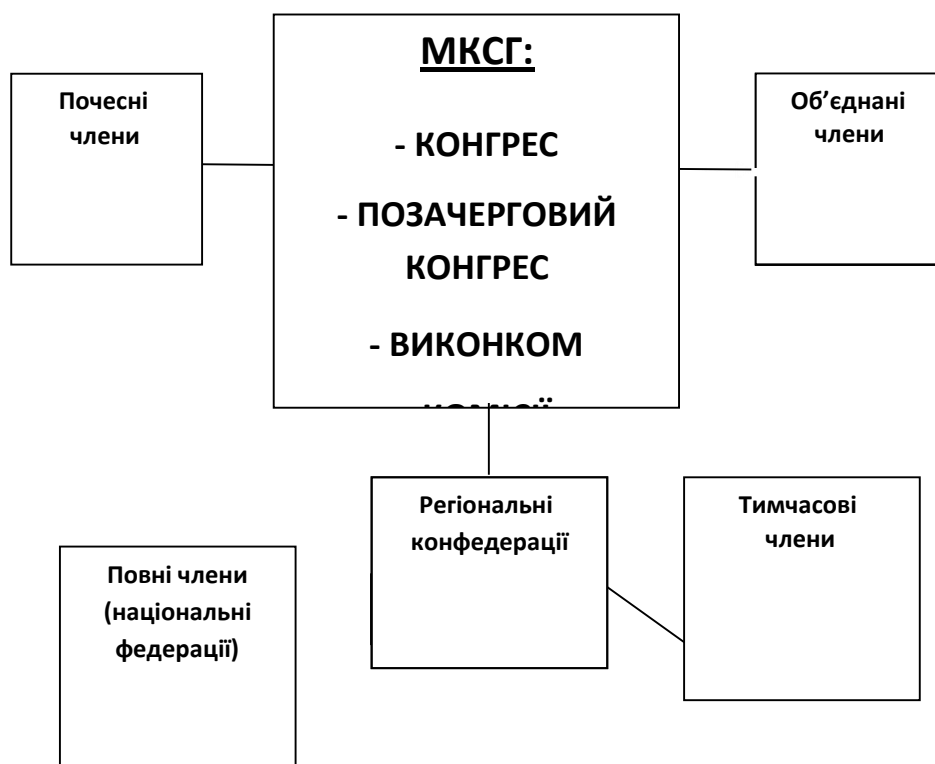 МКСГ:
Почесні
члени
- КОНГРЕС
- ПОЗАЧЕРГОВИЙ
КОНГРЕС
- ВИКОНКОМ
Об’єднані
члени
Регіональні
конфедерації
Тимчасові
члени
Повні члени
(національні
федерації)